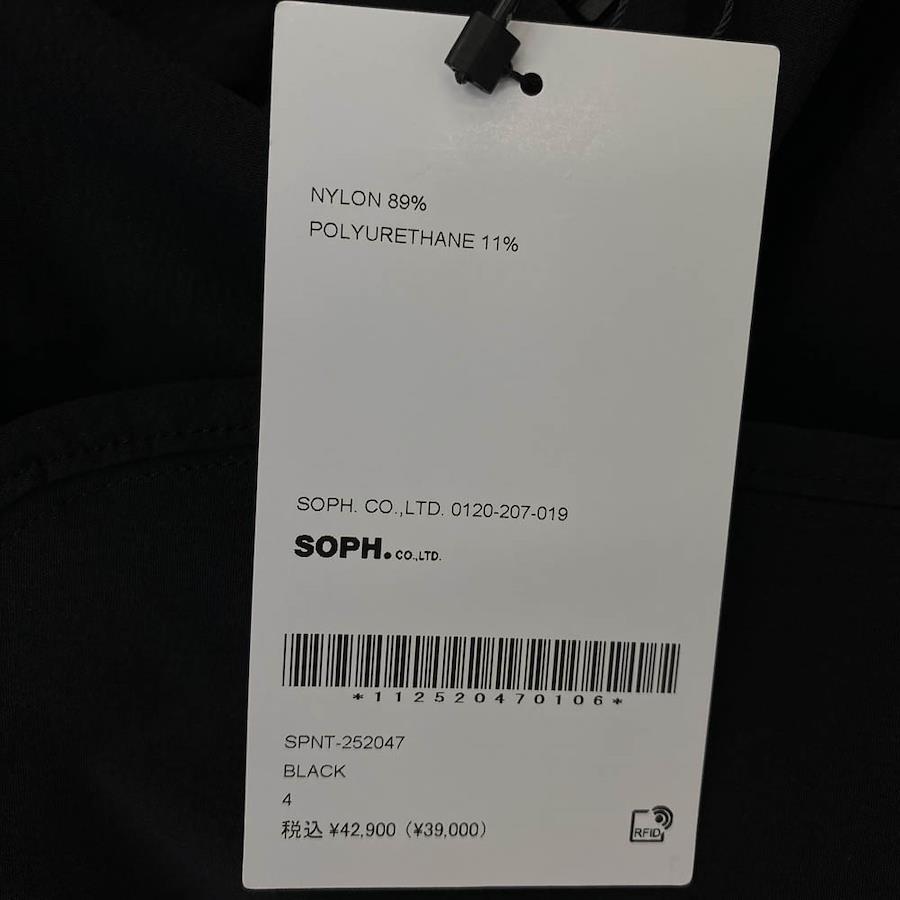 NYLON 89%
POLYURETHANE 11%
SOPH. CO.,LTD. 0120-207-019
SOPH. CO.,LTD.
*112520470106*
SPNT-252047
BLACK
4
税込 ¥42,900 (¥39,000)
RFID